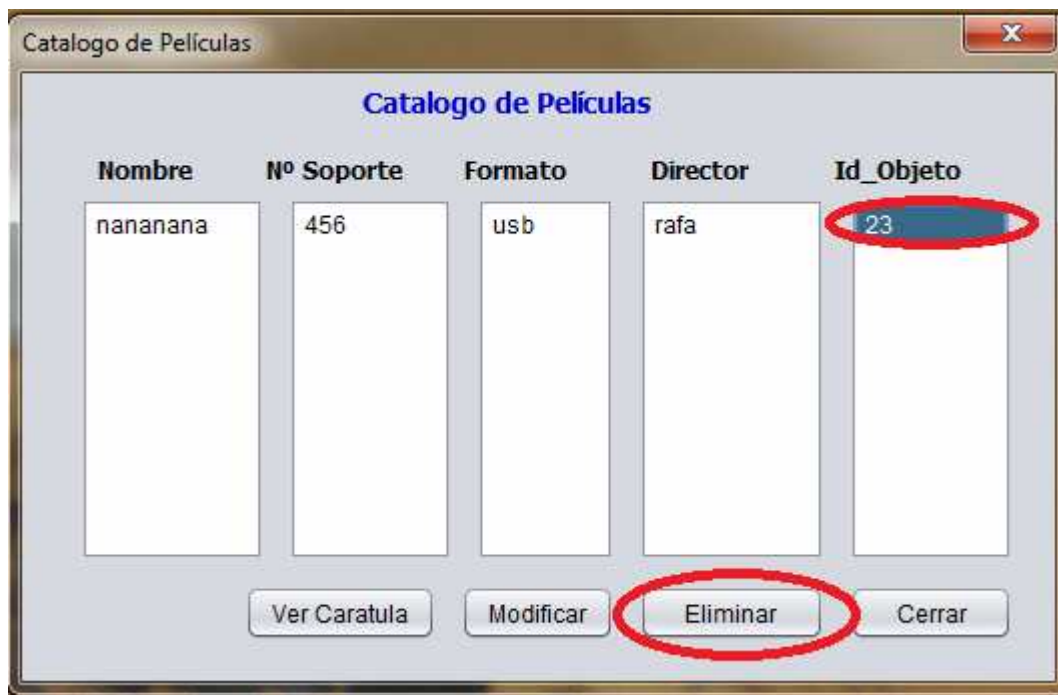 Catalogo de Películas
Catalogo de Películas
Nombre Nº Soporte Formato Director Id_Objeto
nananana 456 usb rafa 23
Ver Caratula Modificar Eliminar Cerrar